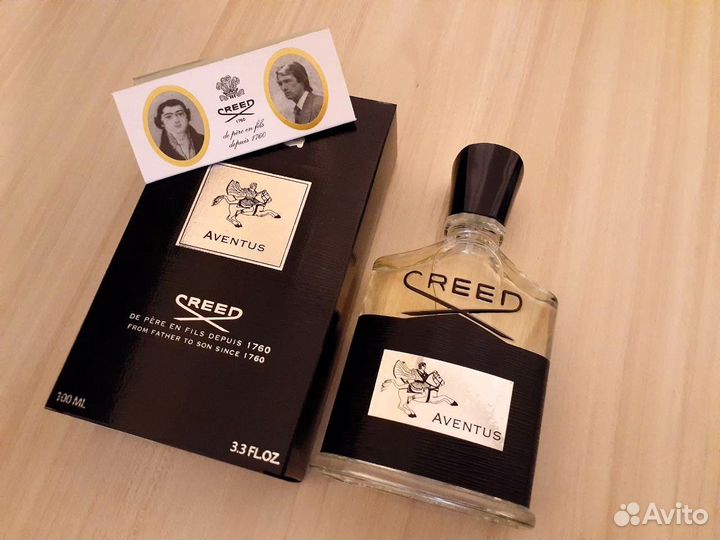 CREED
1760
de père en fils
depuis 1760
AVENTUS
CREED
DE PÈRE EN FILS DEPUIS 1760
FROM FATHER TO SON SINCE 1760
100 ML
3.3 FL.OZ.
CREED
AVENTUS
Avito